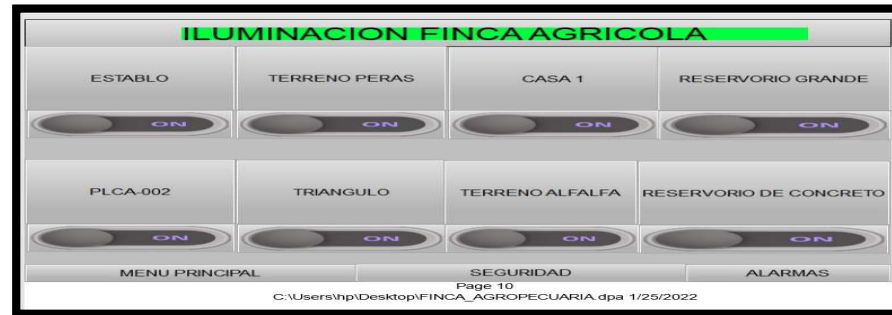 ILUMINACION FINCA AGRICOLA
ESTABLO TERRENO PERAS CASA 1 RESERVORIO GRANDE
ON ON ON ON
PLCA-002 TRIANGULO TERRENO ALFALFA RESERVORIO DE CONCRETO
ON ON ON ON
MENU PRINCIPAL SEGURIDAD ALARMAS
Page 10
C:\Users\hp\Desktop\FINCA_AGROPECUARIA.dpa 1/25/2022